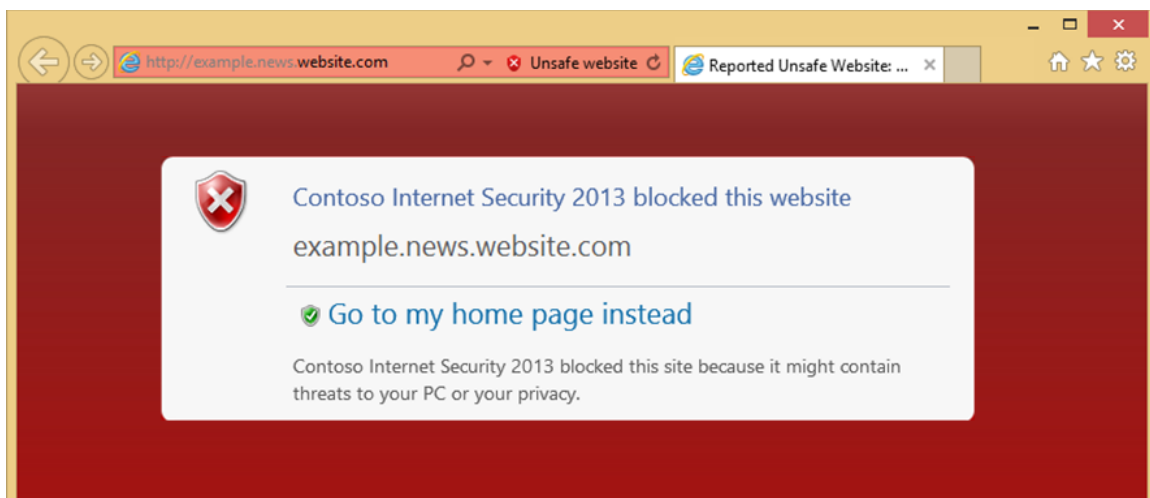 http://example.news.website.com Unsafe website Reported Unsafe Website: ...
Contoso Internet Security 2013 blocked this website
example.news.website.com
Go to my home page instead
Contoso Internet Security 2013 blocked this site because it might contain
threats to your PC or your privacy.